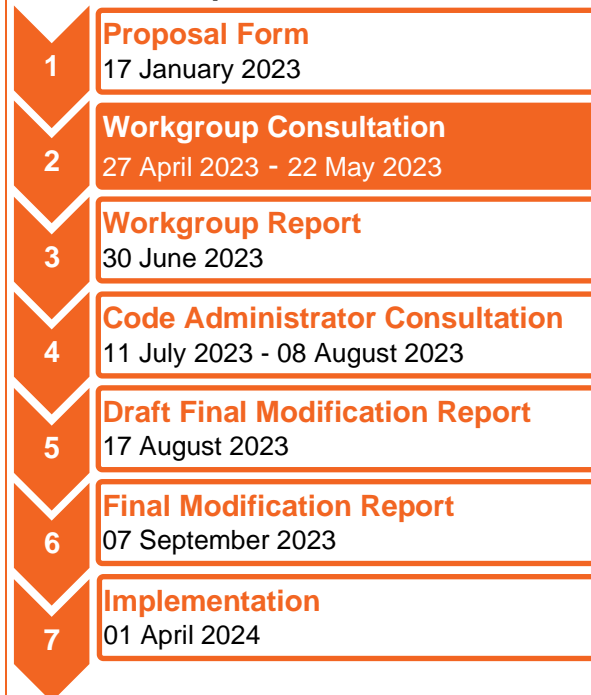 1
Proposal Form
17 January 2023
2
Workgroup Consultation
27 April 2023 - 22 May 2023
3
Workgroup Report
30 June 2023
4
Code Administrator Consultation
11 July 2023 - 08 August 2023
5
Draft Final Modification Report
17 August 2023
6
Final Modification Report
07 September 2023
7
Implementation
01 April 2024